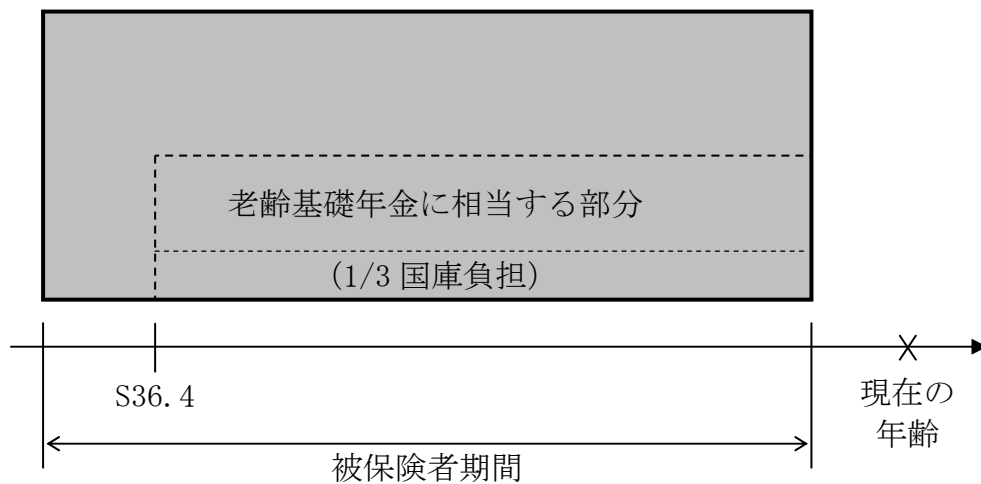 老齢基礎年金に相当する部分
(1/3 国庫負担)
S36.4
現在の
年齢
被保険者期間